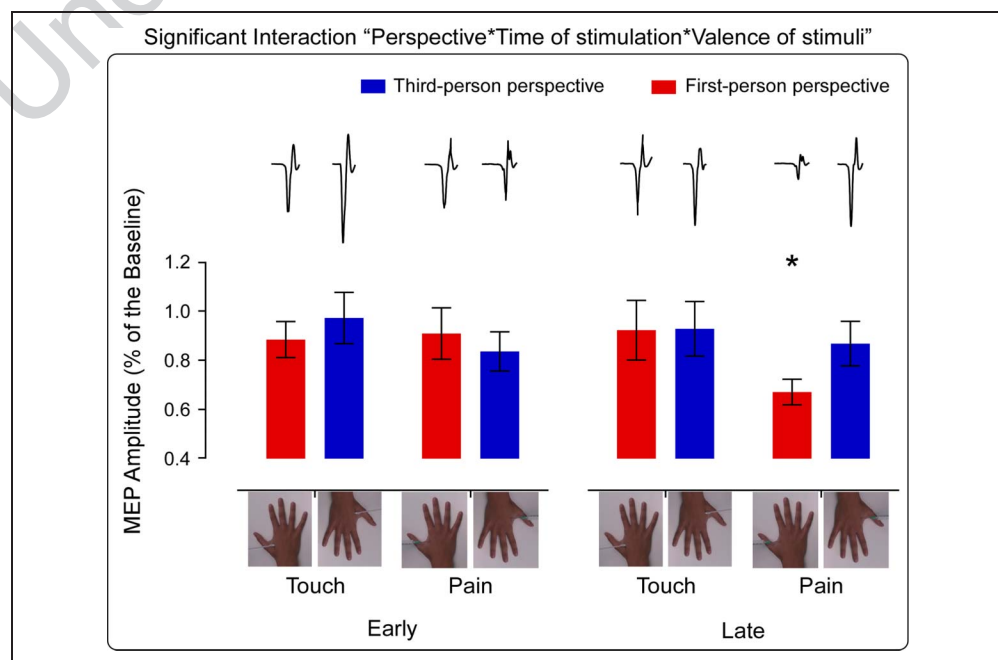 Un
Significant Interaction “Perspective*Time of stimulation*Valence of stimuli”
Third-person perspective
First-person perspective
MEP Amplitude (% of the Baseline)
*
1.2
1.0
0.8
0.6
0.4
Touch
Pain
Touch
Pain
Early
Late